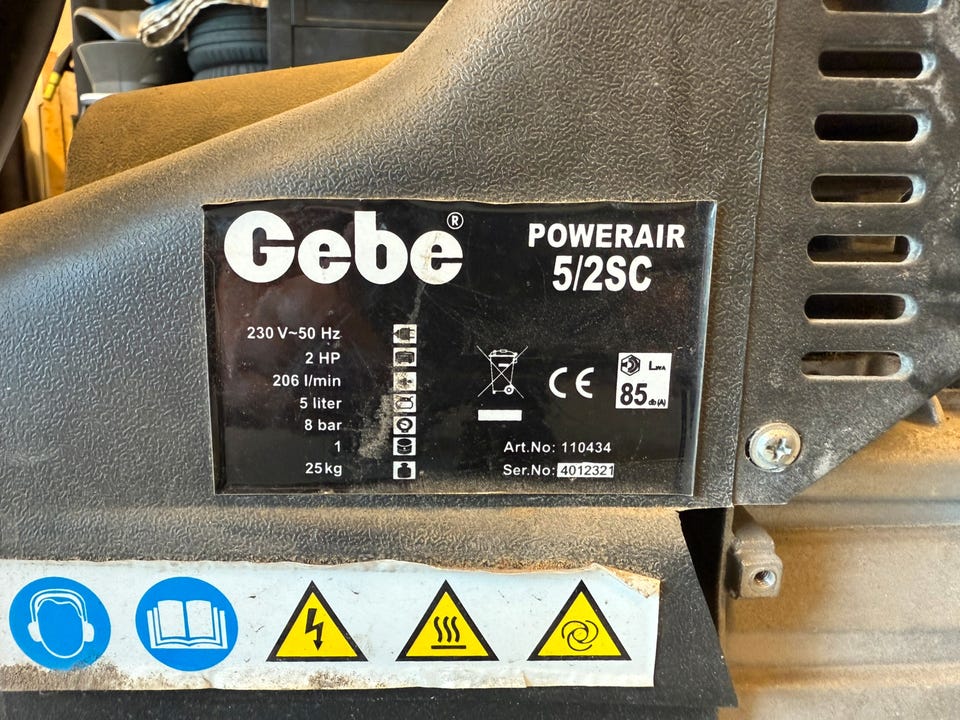 Gebe®
POWERAIR
5/2SC
230 V~50 Hz
2 HP
206 l/min
5 liter
8 bar
1
25kg
CE
LWA
85 db(A)
Art.No: 110434
Ser.No: 4012321